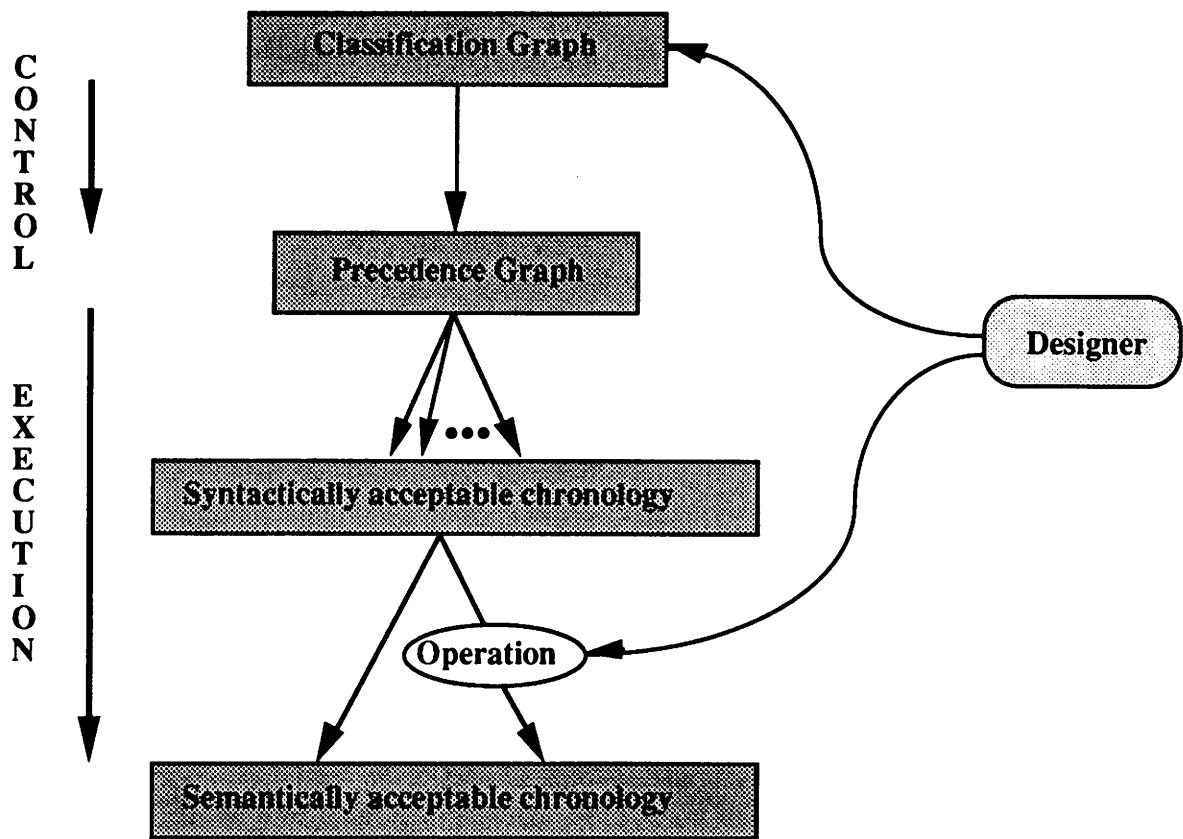 Classification Graph
CONTROL
Precedence Graph
Designer
EXECUTION
Syntactically acceptable chronology
Operation
Semantically acceptable chronology